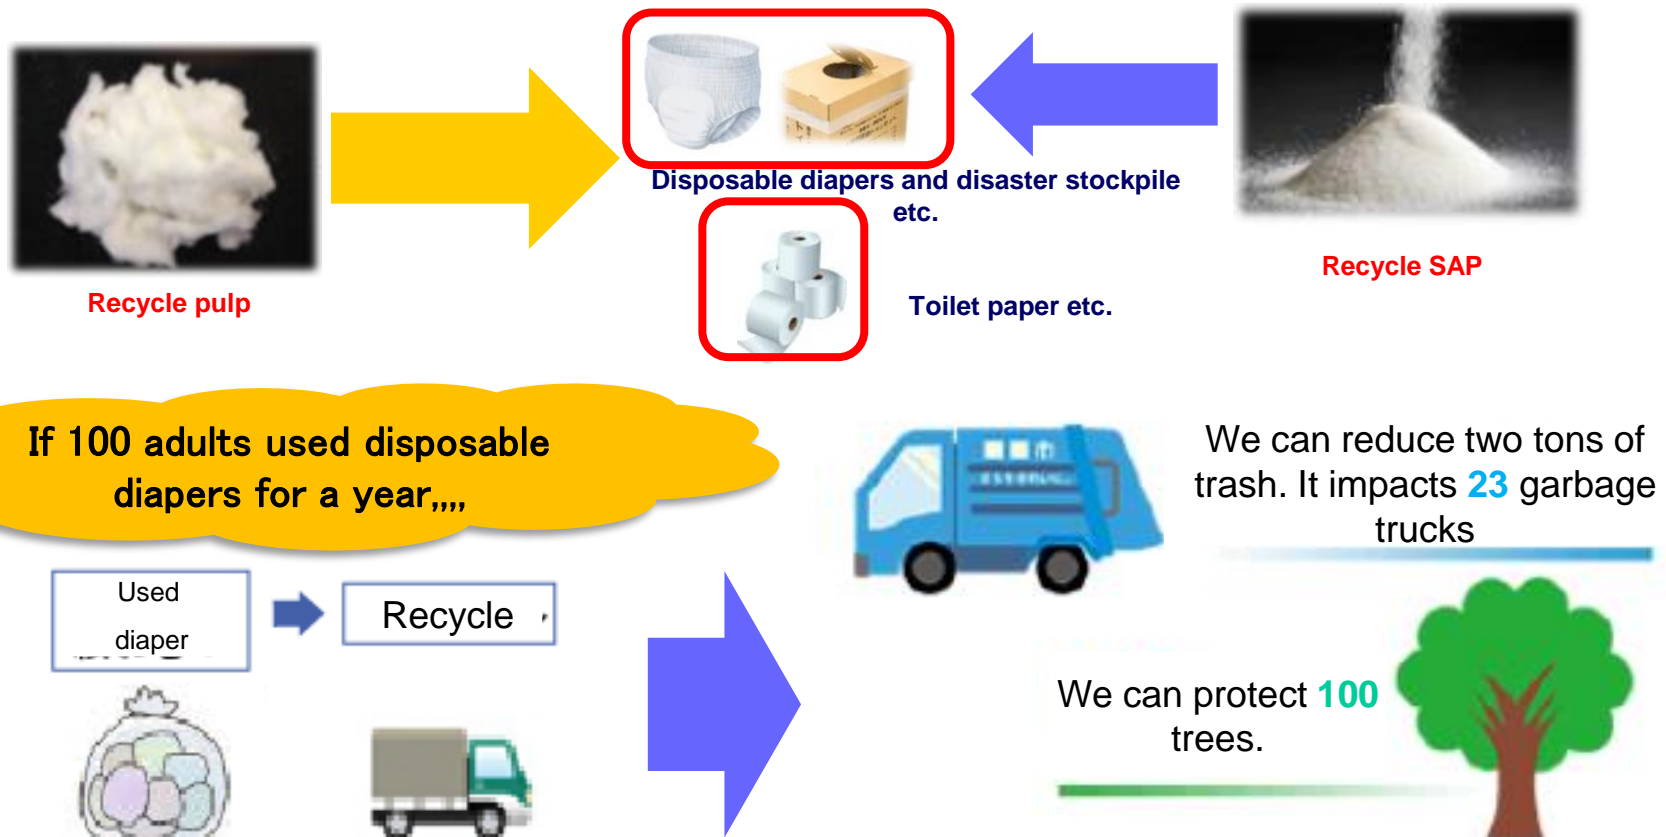 Disposable diapers and disaster stockpile
etc.
Recycle pulp
Recycle SAP
Toilet paper etc.
If 100 adults used disposable
diapers for a year,,,,
We can reduce two tons of
trash. It impacts 23 garbage
trucks
Used
diaper
Recycle
We can protect 100
trees.